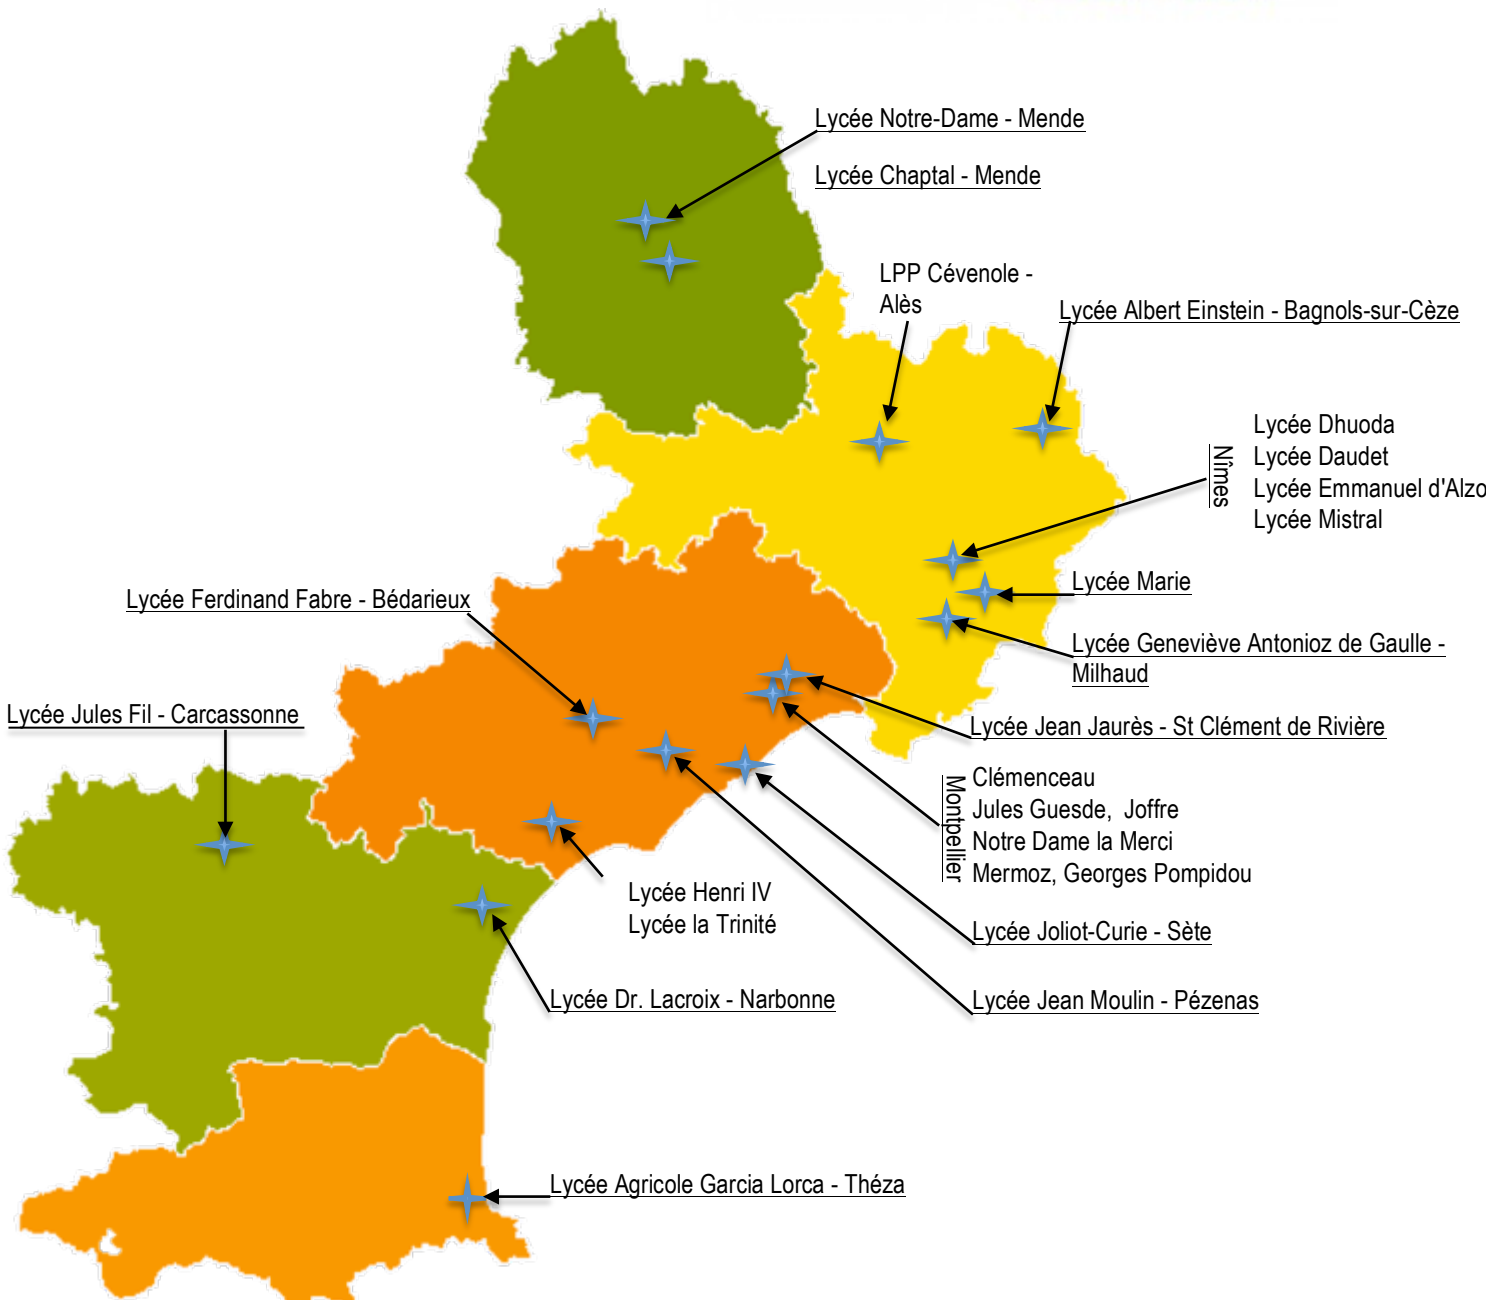 Lycée Notre-Dame - Mende
Lycée Chaptal - Mende
LPP Cévenole -
Alès
Lycée Albert Einstein - Bagnols-sur-Cèze
Nîmes
Lycée Dhuoda
Lycée Daudet
Lycée Emmanuel d'Alzo
Lycée Mistral
Lycée Marie
Lycée Geneviève Antonioz de Gaulle -
Milhaud
Lycée Ferdinand Fabre - Bédarieux
Lycée Jules Fil - Carcassonne
Lycée Jean Jaurès - St Clément de Rivière
Montpellier
Clémenceau
Jules Guesde, Joffre
Notre Dame la Merci
Mermoz, Georges Pompidou
Lycée Henri IV
Lycée la Trinité
Lycée Joliot-Curie - Sète
Lycée Dr. Lacroix - Narbonne
Lycée Jean Moulin - Pézenas
Lycée Agricole Garcia Lorca - Théza